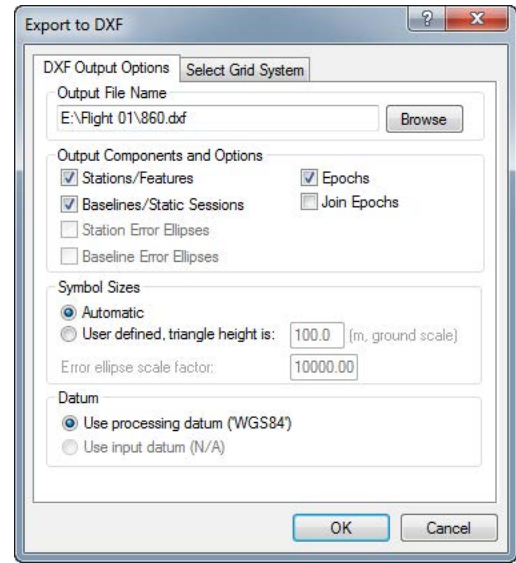 Export to DXF
DXF Output Options Select Grid System
Output File Name
E:\Flight 01\860.dxf Browse
Output Components and Options
Stations/Features Epochs
Baselines/Static Sessions Join Epochs
Station Error Ellipses
Baseline Error Ellipses
Symbol Sizes
Automatic
User defined, triangle height is: 100.0 (m, ground scale)
Error ellipse scale factor: 10000.00
Datum
Use processing datum ('WGS84')
Use input datum (N/A)
OK Cancel